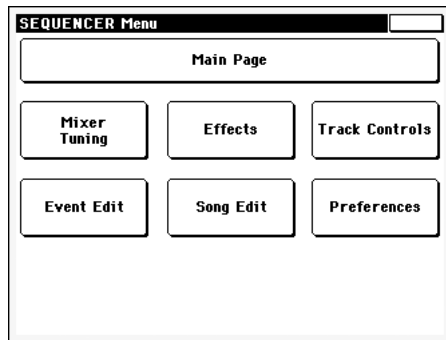 SEQUENCER Menu
Main Page
Mixer
Tuning
Effects
Track Controls
Event Edit
Song Edit
Preferences